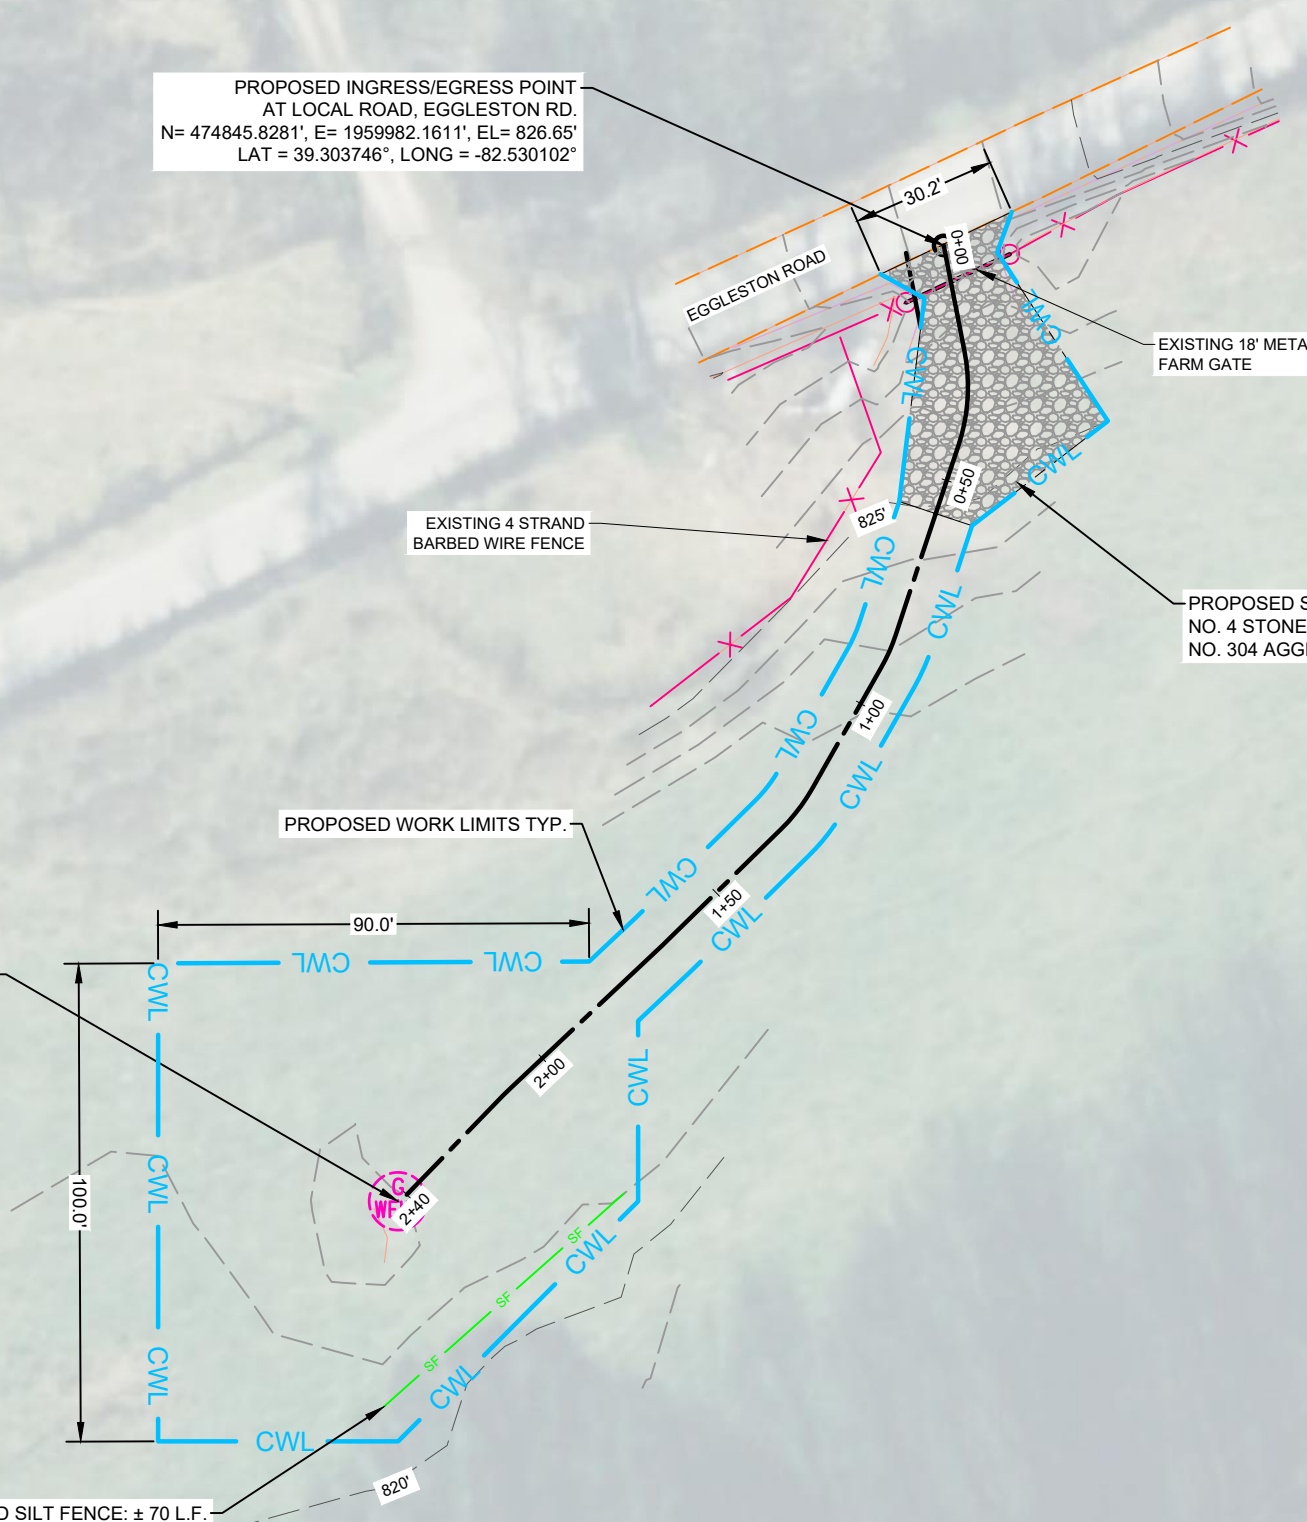 PROPOSED INGRESS/EGRESS POINT
AT LOCAL ROAD, EGGLESTON RD.
N= 474845.8281', E= 1959982.1611', EL= 826.65'
LAT = 39.303746°, LONG = -82.530102°
30.2'
EGGLESTON ROAD
0+00
X
X
X
CWL
CWL
EXISTING 18' META
FARM GATE
CWL
0+50
X
825'
EXISTING 4 STRAND
BARBED WIRE FENCE
CWL
CWL
X
PROPOSED S
NO. 4 STONE
NO. 304 AGG
1+00
CWL
CWL
PROPOSED WORK LIMITS TYP.
CWL
1+50
CWL
90.0'
CWL
CWL
CWL
2+00
CWL
100.0'
CWL
G
2+40
SF
CWL
SF
SF
CWL
CWL
CWL
820'
SILT FENCE: ± 70 L.F.